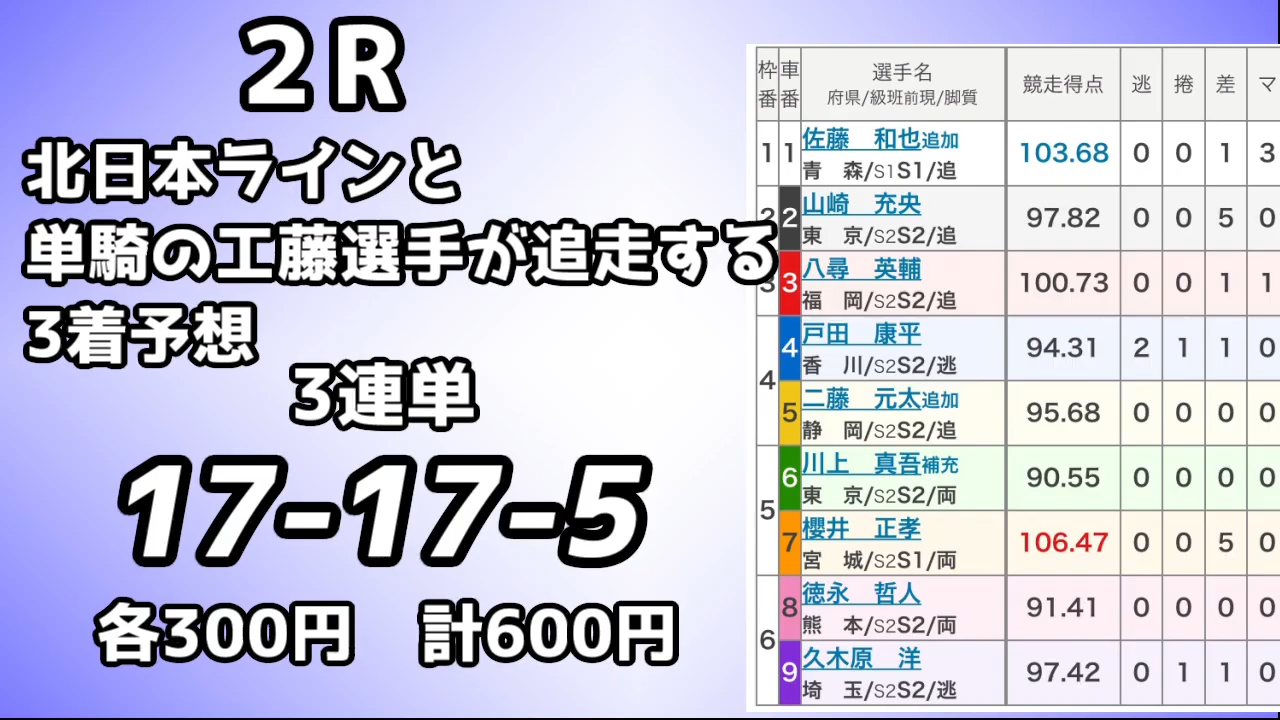 2R
北日本ラインと
単騎の工藤選手が追走する
3着予想
3連単
17-17-5
各300円 計600円
枠番 車番 選手名 府県/級班前現/脚質 競走得点 逃 捲 差 マ
1 1 佐藤 和也追加 103.68 0 0 1 3
青 森/S1S1/追
2 2 山崎 充央 97.82 0 0 5 0
東 京/S2S2/追
3 3 八尋 英輔 100.73 0 0 1 1
福 岡/S2S2/追
4 4 戸田 康平 94.31 2 1 1 0
香 川/S2S2/逃
5 二藤 元太追加 95.68 0 0 0 0
静 岡/S2S2/追
5 6 川上 真吾補充 90.55 0 0 0 0
東 京/S2S2/両
7 櫻井 正孝 106.47 0 0 5 0
宮 城/S2S1/両
6 8 徳永 哲人 91.41 0 0 0 0
熊 本/S2S2/両
9 久木原 洋 97.42 0 1 1 0
埼 玉/S2S2/逃